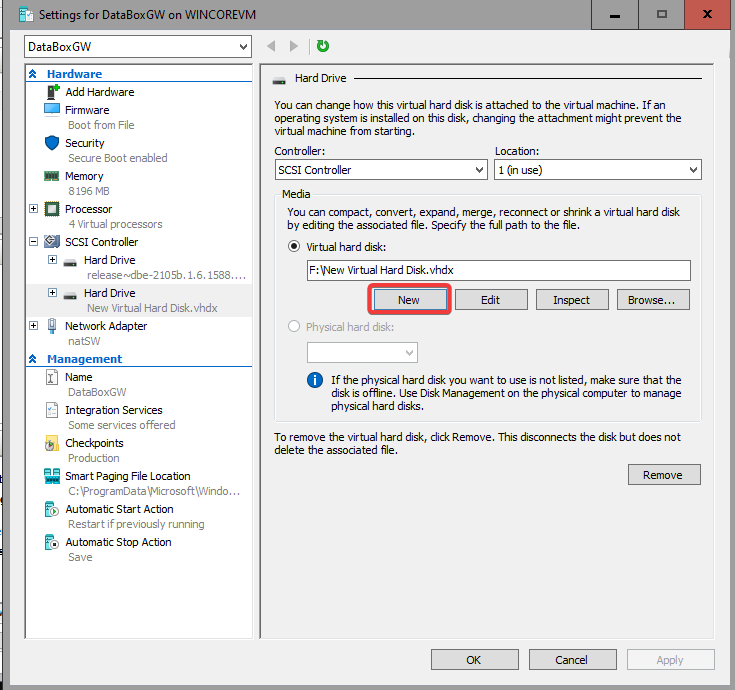 Settings for DataBoxGW on WINCOREVM
DataBoxGW
Hardware
Add Hardware
Firmware
Boot from File
Security
Secure Boot enabled
Memory
8196 MB
Processor
4 Virtual processors
SCSI Controller
Hard Drive
release~dbe-2105b.1.6.1588....
Hard Drive
New Virtual Hard Disk.vhdx
Network Adapter
natSW
Management
Name
DataBoxGW
Integration Services
Some services offered
Checkpoints
Production
Smart Paging File Location
C:\ProgramData\Microsoft\Windo...
Automatic Start Action
Restart if previously running
Automatic Stop Action
Save
Hard Drive
You can change how this virtual hard disk is attached to the virtual machine. If an
operating system is installed on this disk, changing the attachment might prevent the
virtual machine from starting.
Controller:
Location:
SCSI Controller
1 (in use)
Media
You can compact, convert, expand, merge, reconnect or shrink a virtual hard disk
by editing the associated file. Specify the full path to the file.
Virtual hard disk:
F:\New Virtual Hard Disk.vhdx
New
Edit
Inspect
Browse...
Physical hard disk:
If the physical hard disk you want to use is not listed, make sure that the
disk is offline. Use Disk Management on the physical computer to manage
physical hard disks.
To remove the virtual hard disk, click Remove. This disconnects the disk but does not
delete the associated file.
Remove
OK
Cancel
Apply